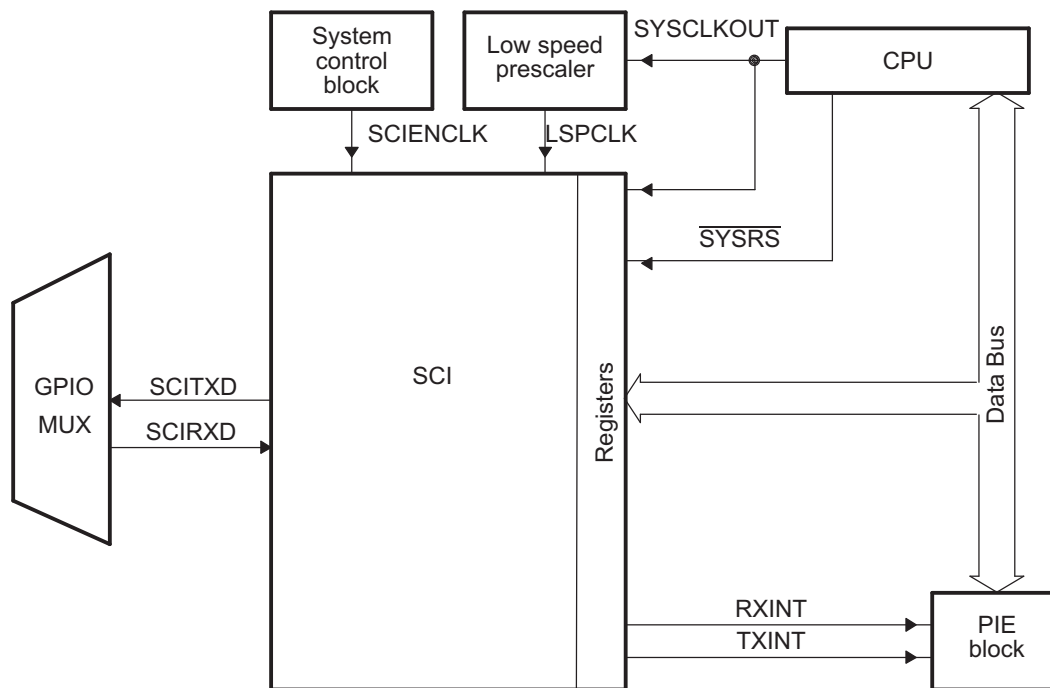 System
control
block
Low speed
prescaler
SYSCLKOUT
CPU
SCIENCLK
LSPCLK
SYSRS
GPIO
MUX
SCITXD
SCIRXD
SCI
Registers
Data Bus
RXINT
TXINT
PIE
block